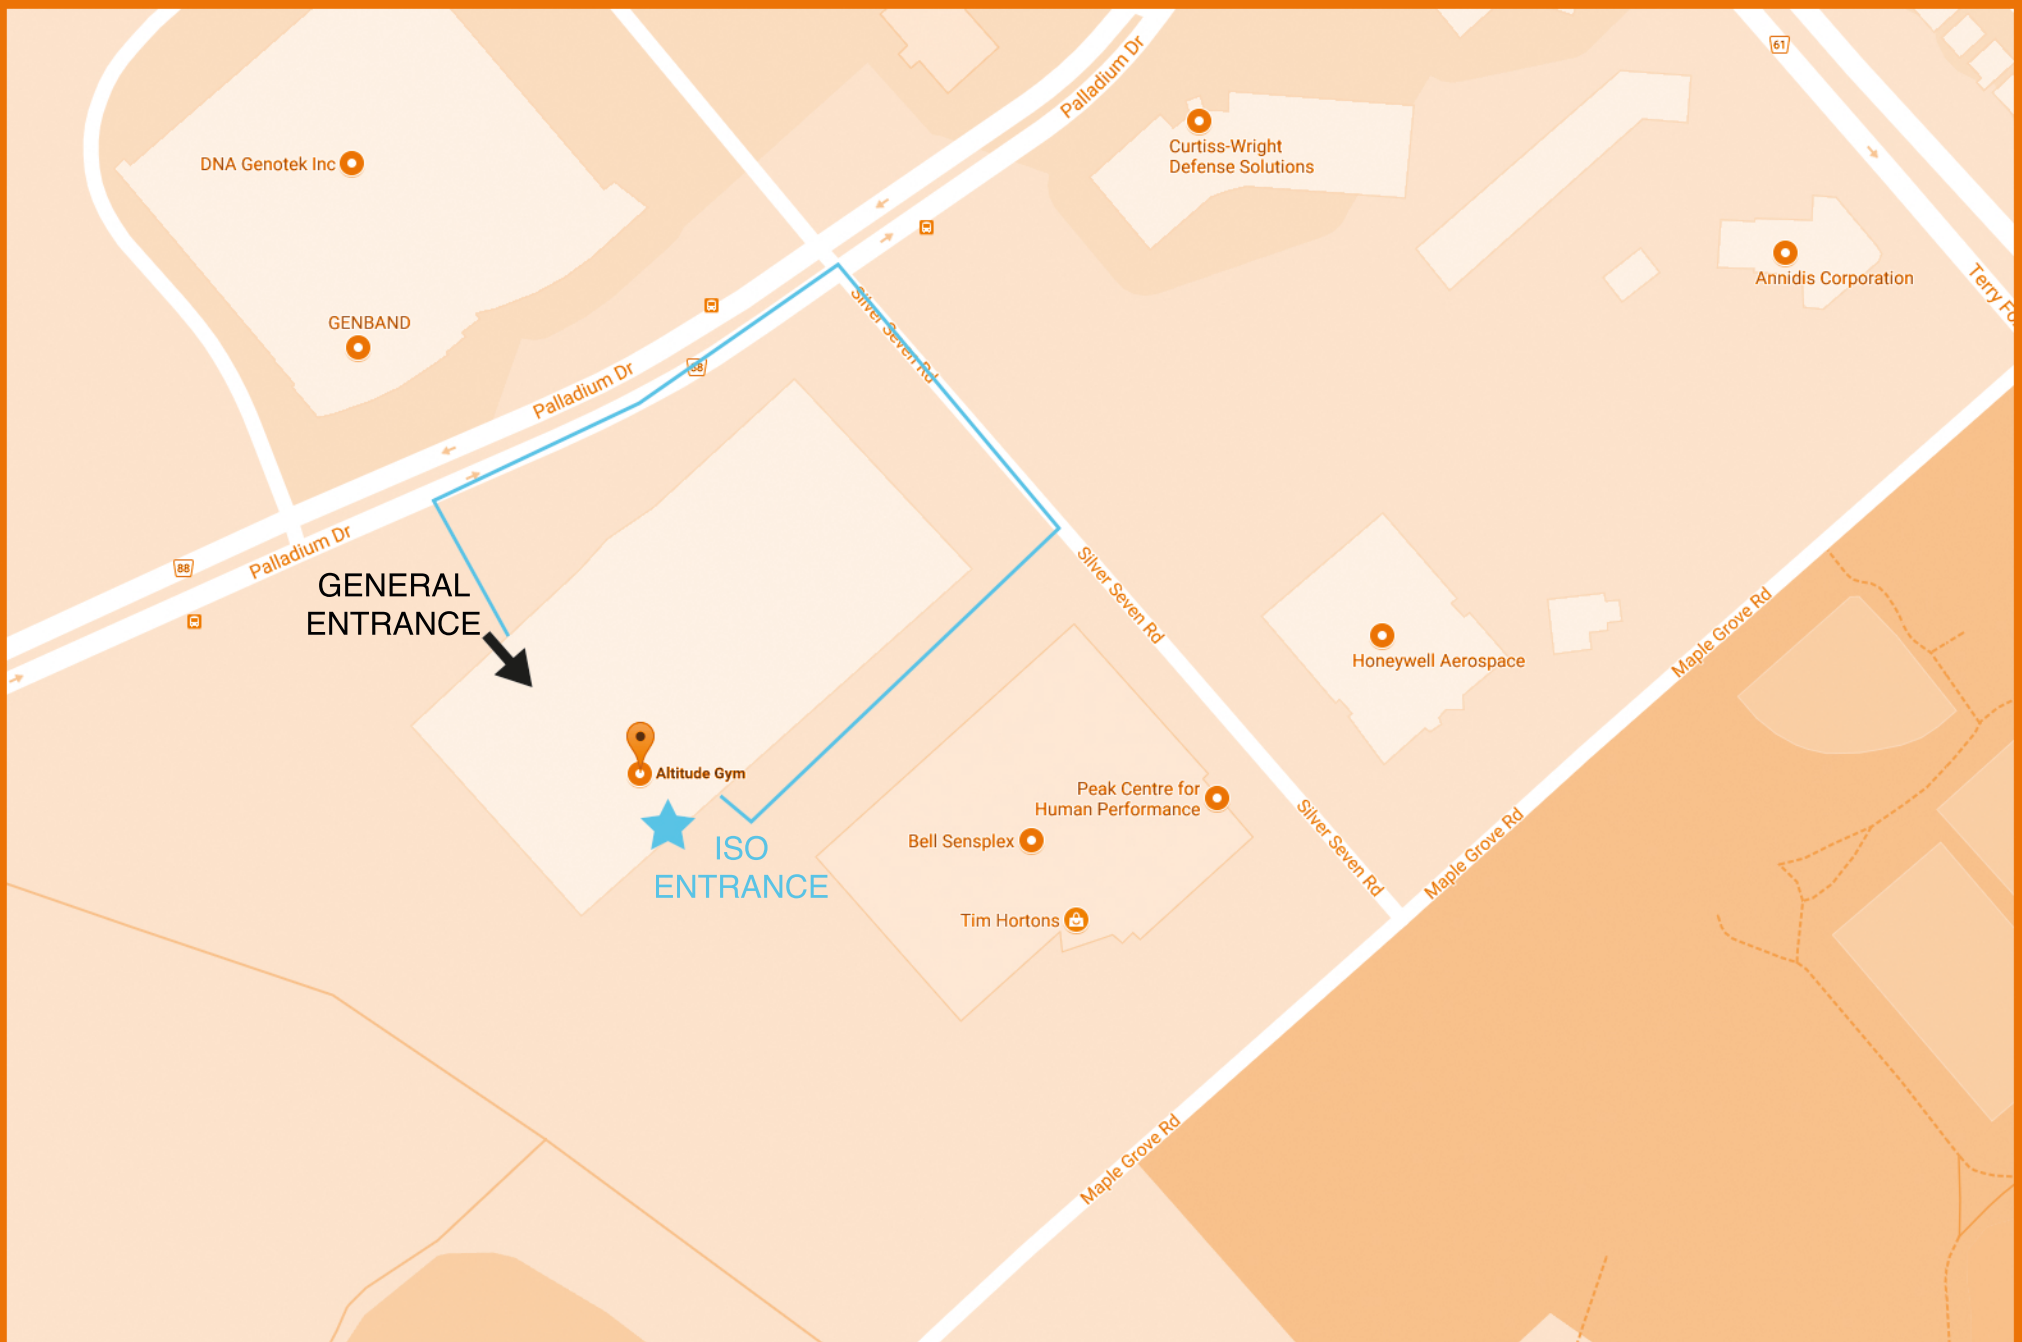 61
Palladium Dr
Curtiss-Wright
Defense Solutions
DNA Genotek Inc
Annidis Corporation
Terry Fo
Silver Seven Rd
GENBAND
Palladium Dr
88
Palladium Dr
88
GENERAL
ENTRANCE
Silver Seven Rd
Maple Grove Rd
Honeywell Aerospace
Altitude Gym
Peak Centre for
Human Performance
Bell Sensplex
ISO
ENTRANCE
Silver Seven Rd
Maple Grove Rd
Tim Hortons
Maple Grove Rd